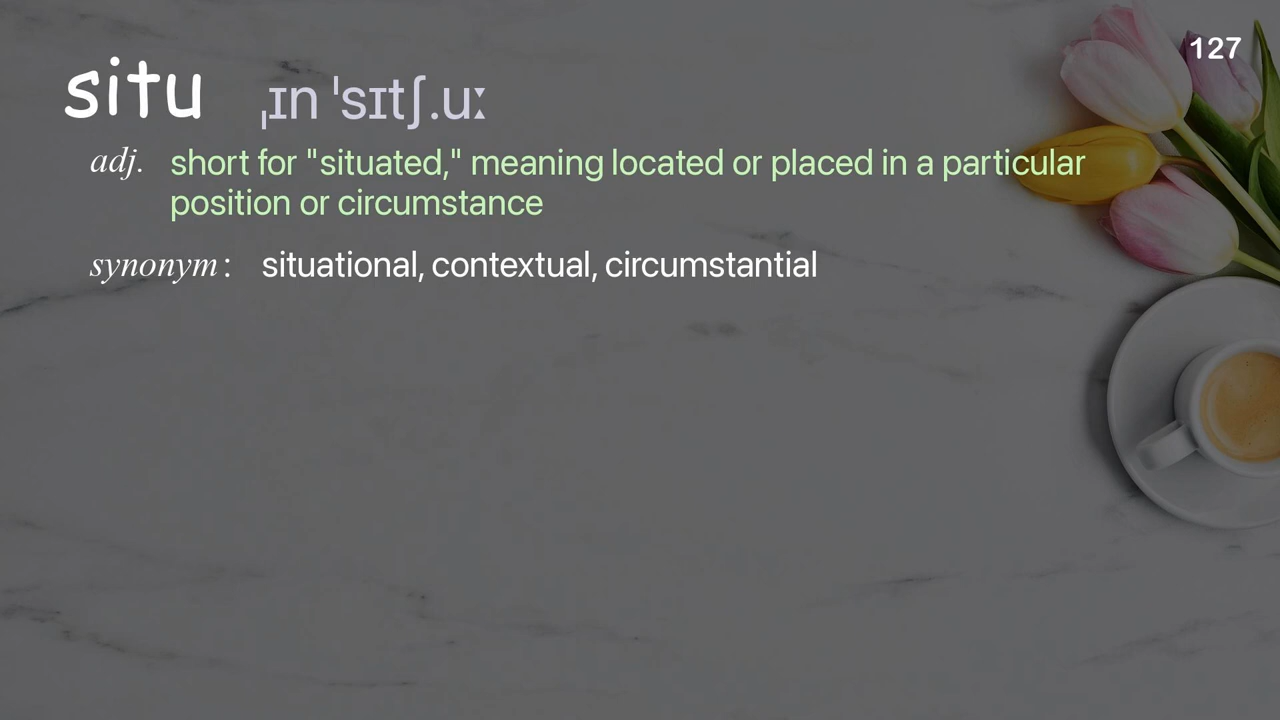 127
situ ˌɪn ˈsɪtʃ.uː
adj. short for "situated," meaning located or placed in a particular
position or circumstance
synonym : situational, contextual, circumstantial